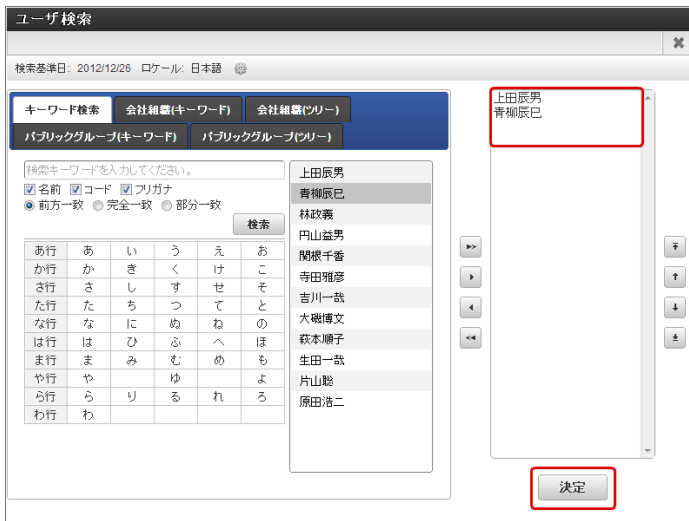 ユーザ検索
検索基準日: 2012/12/26 ロケール: 日本語
キーワード検索 会社組織(キーワード) 会社組織(ツリー)
パブリックグループ(キーワード) パブリックグループ(ツリー)
検索キーワードを入力してください。
名前 コード フリガナ
前方一致 完全一致 部分一致
検索
あ行 あ い う え お
か行 か き く け こ
さ行 さ し す せ そ
た行 た ち つ て と
な行 な に ぬ ね の
は行 は ひ ふ へ ほ
ま行 ま み む め も
や行 や ゆ よ
ら行 ら り る れ ろ
わ行 わ
上田辰男
青柳辰巳
林政義
円山益男
関根千香
寺田雅彦
吉川一哉
大磯博文
萩本順子
生田一哉
片山聡
原田浩二
上田辰男
青柳辰巳
決定